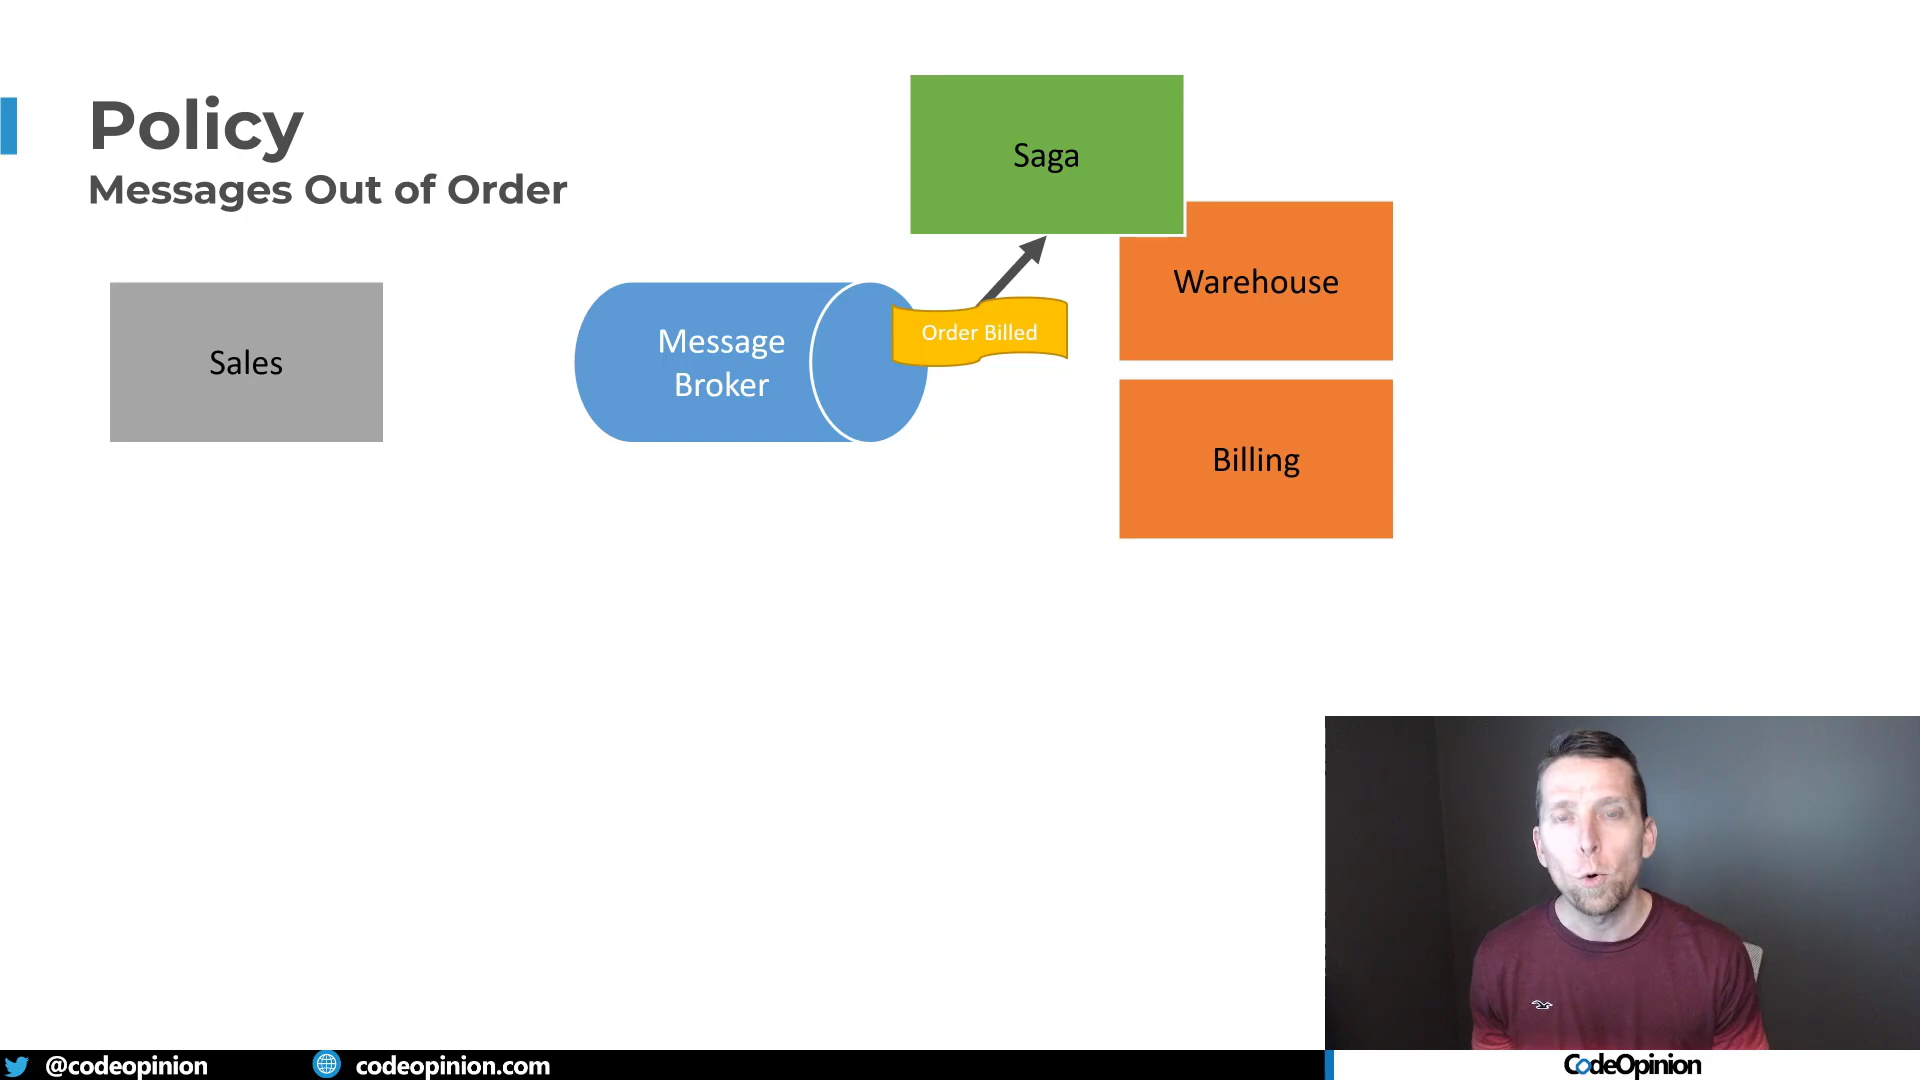 Policy
Messages Out of Order
Saga
Warehouse
Sales
Message
Broker
Order Billed
Billing
@codeopinion
codeopinion.com
CodeOpinion